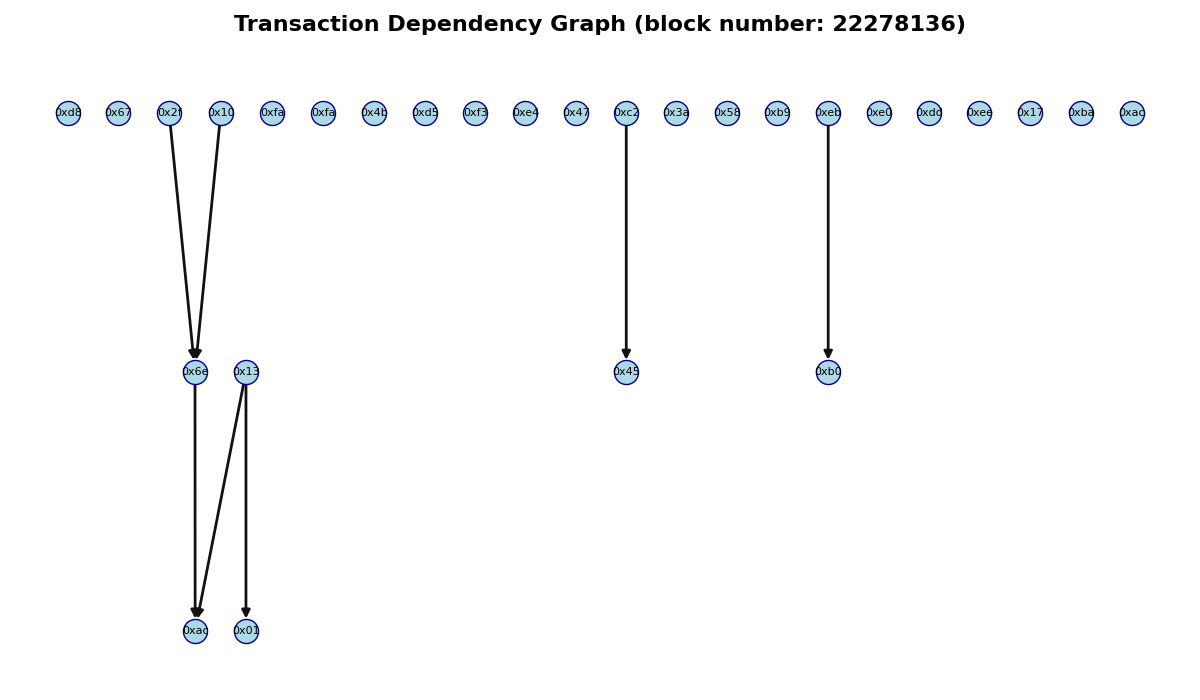 Transaction Dependency Graph (block number: 22278136)
0xd8 0x67 0x2f 0x10 0xfa 0xfa 0x4b 0xd5 0xf3 0xe4 0x47 0xc2 0x3a 0x58 0xb9 0xeb 0xe0 0xdd 0xee 0x17 0xba 0xac
0x6e 0x13 0x45 0xb0
0xac 0x01